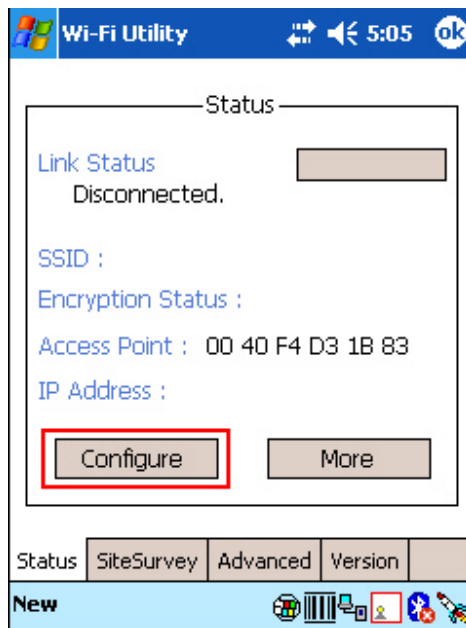 Wi-Fi Utility 5:05 ok
Status
Link Status
Disconnected.
SSID :
Encryption Status :
Access Point : 00 40 F4 D3 1B 83
IP Address :
Configure More
Status SiteSurvey Advanced Version
New